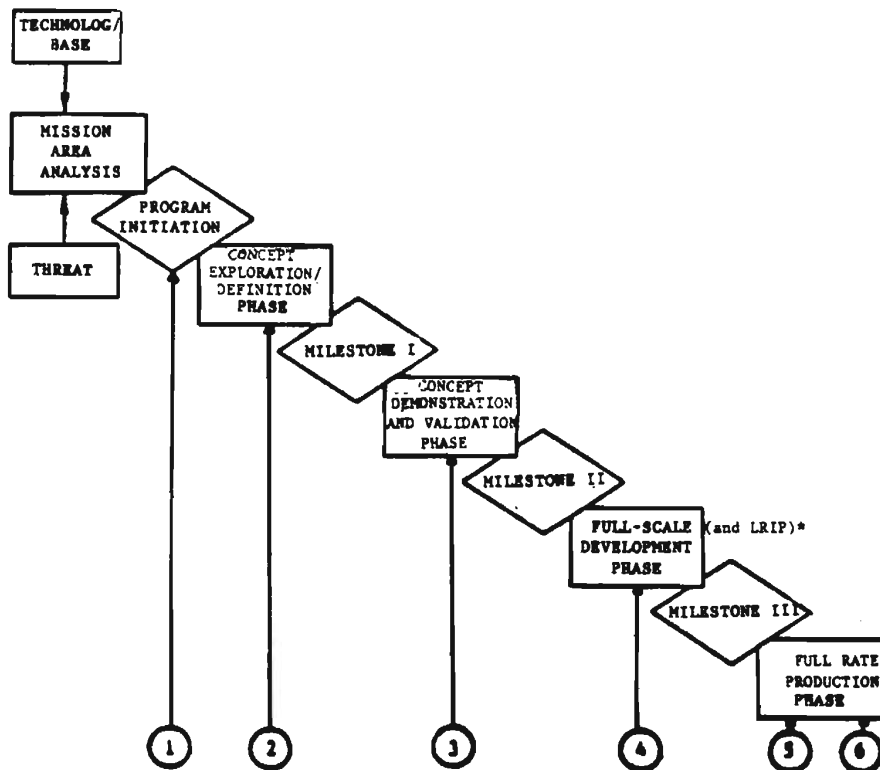 TECHNOLOG/
BASE
MISSION
AREA
ANALYSIS
THREAT
PROGRAM
INITIATION
CONCEPT
EXPLORATION/
DEFINITION
PHASE
MILESTONE I
CONCEPT
DEMONSTRATION
AND VALIDATION
PHASE
MILESTONE II
FULL-SCALE (and LRIP)*
DEVELOPMENT
PHASE
MILESTONE III
FULL RATE
PRODUCTION
PHASE
1 2 3 4 5 6